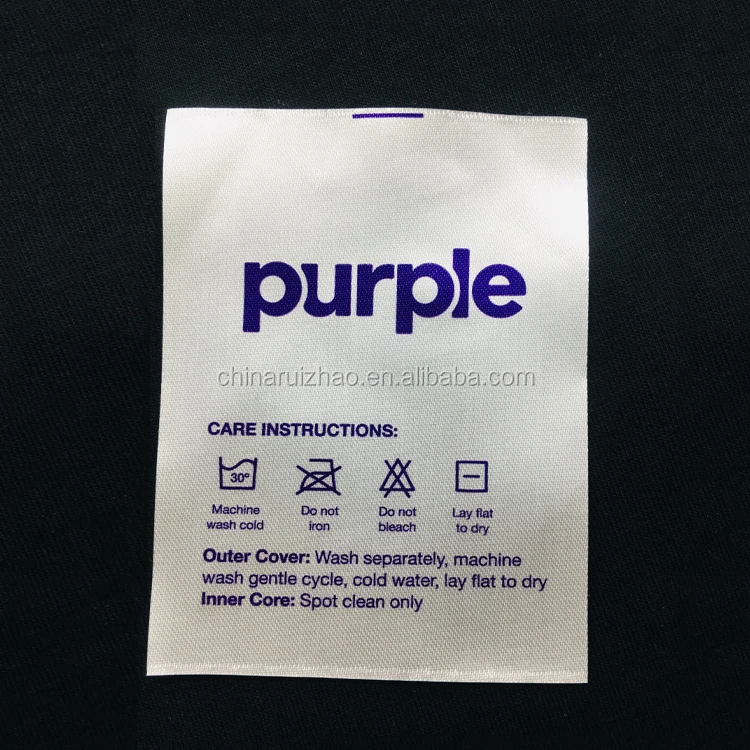 purple
chinaruizhao.en.alibaba.com
CARE INSTRUCTIONS:
30°
Machine wash cold
Do not iron
Do not bleach
Lay flat to dry
Outer Cover: Wash separately, machine
wash gentle cycle, cold water, lay flat to dry
Inner Core: Spot clean only